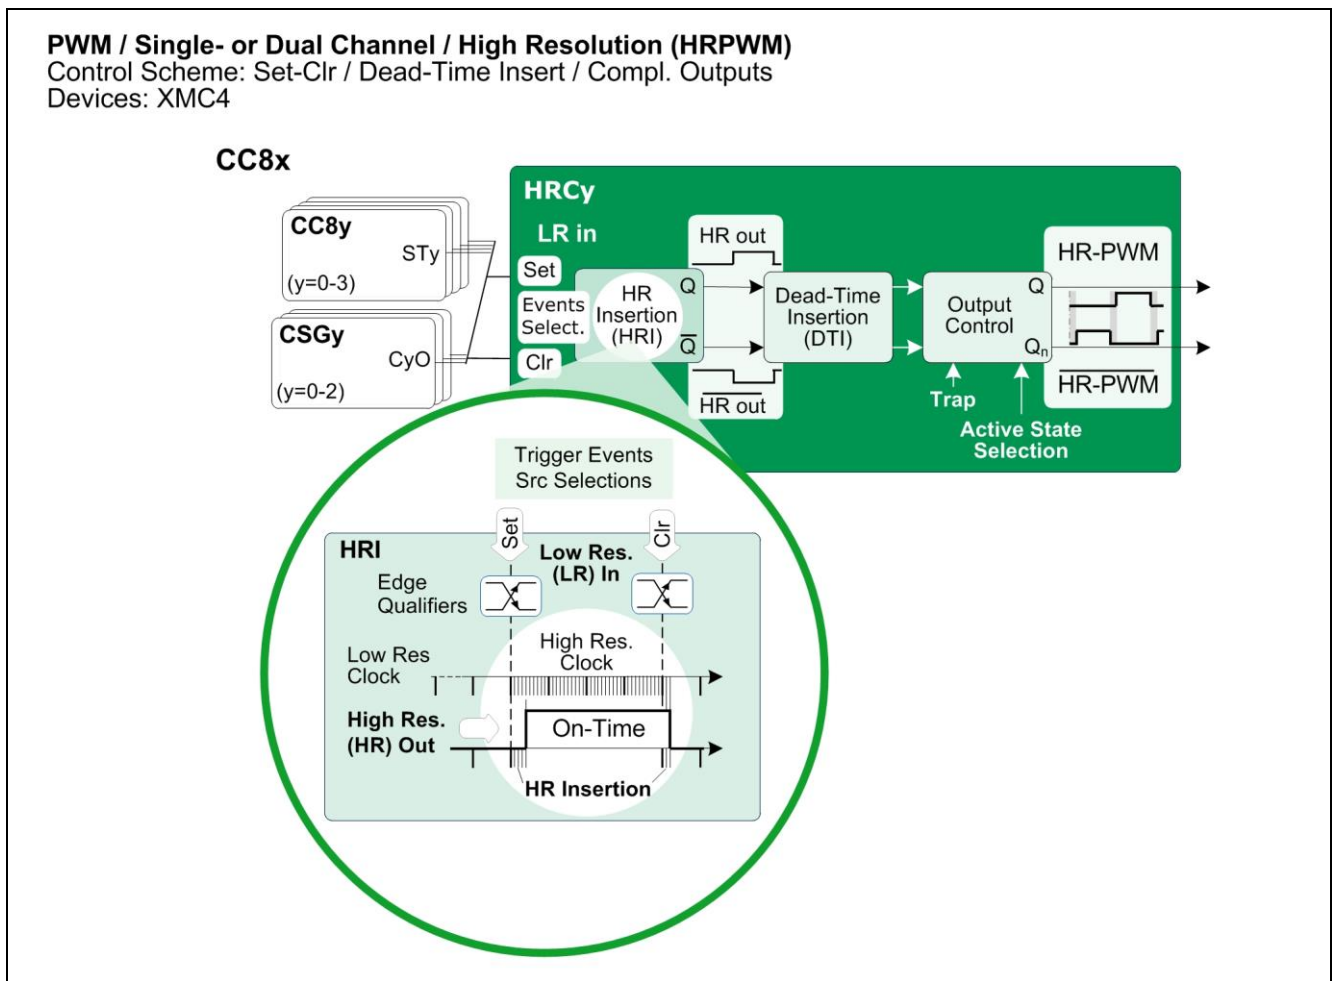 PWM / Single- or Dual Channel / High Resolution (HRPWM)
Control Scheme: Set-Clr / Dead-Time Insert / Compl. Outputs
Devices: XMC4
CC8x
CC8y
STy
(y=0-3)
CSGy
CyO
(y=0-2)
HRCy
LR in
Set
Events
Select.
Clr
HR
Insertion
(HRI)
Q
Q
HR out
HR out
Dead-Time
Insertion
(DTI)
Output
Control
Q
Qn
HR-PWM
HR-PWM
Trap
Active State
Selection
Trigger Events
Src Selections
Set
Clr
HRI
Low Res.
(LR) In
Edge
Qualifiers
High Res.
Clock
Low Res
Clock
High Res.
(HR) Out
On-Time
HR Insertion